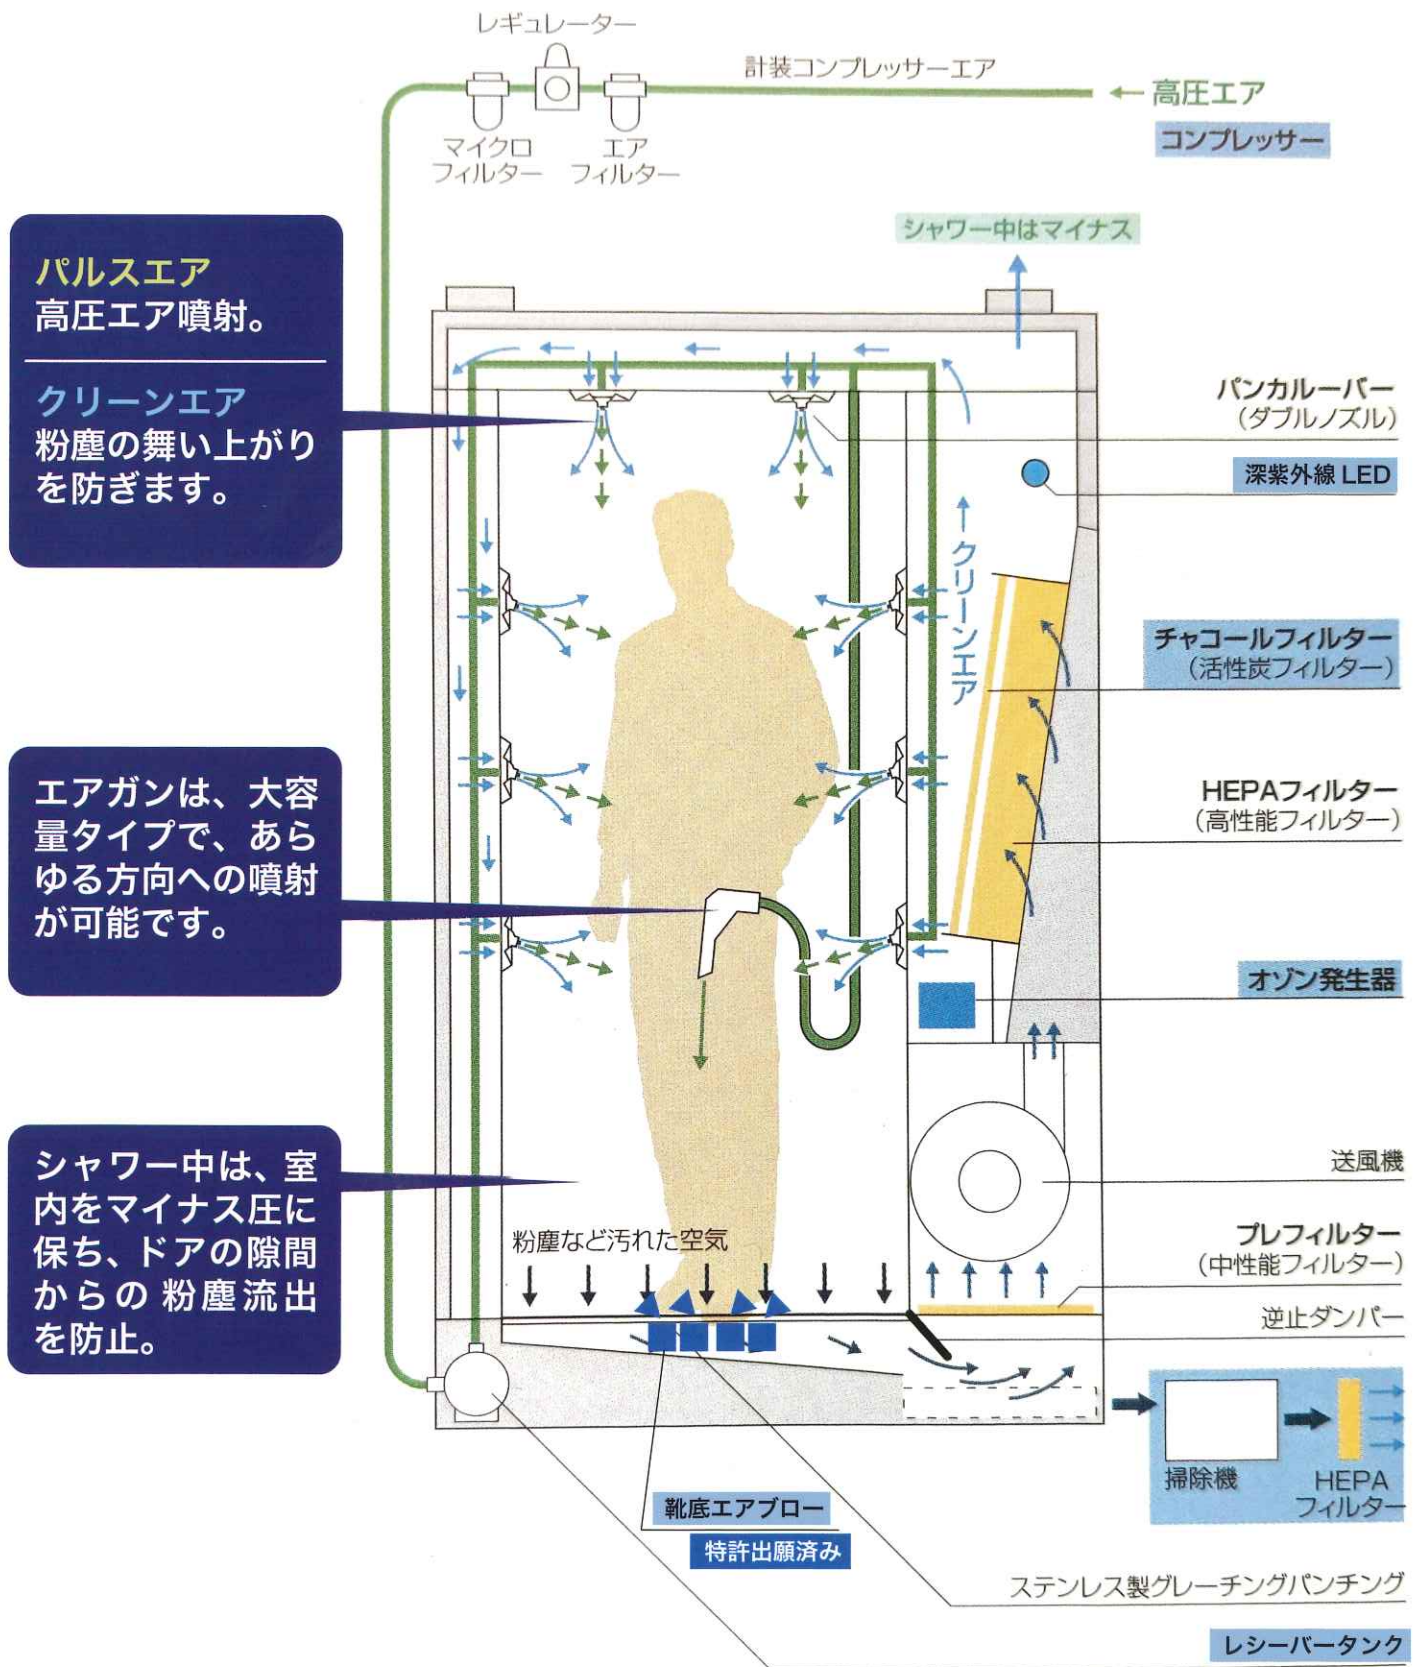 レギュレーター
計装コンプレッサーエア
高圧エア
コンプレッサー
マイクロ
フィルター
エア
フィルター
シャワー中はマイナス
パルスエア
高圧エア噴射。
クリーンエア
粉塵の舞い上がり
を防ぎます。
パンカルーバー
（ダブルノズル）
深紫外線 LED
クリーンエア
チャコールフィルター
（活性炭フィルター）
エアガンは、大容
量タイプで、あら
ゆる方向への噴射
が可能です。
HEPAフィルター
（高性能フィルター）
オゾン発生器
シャワー中は、室
内をマイナス圧に
保ち、ドアの隙間
からの粉塵流出
を防止。
送風機
粉塵など汚れた空気
プレフィルター
（中性能フィルター）
逆止ダンパー
掃除機
HEPA
フィルター
靴底エアブロー
特許出願済み
ステンレス製グレーチングパンチング
レシーバータンク